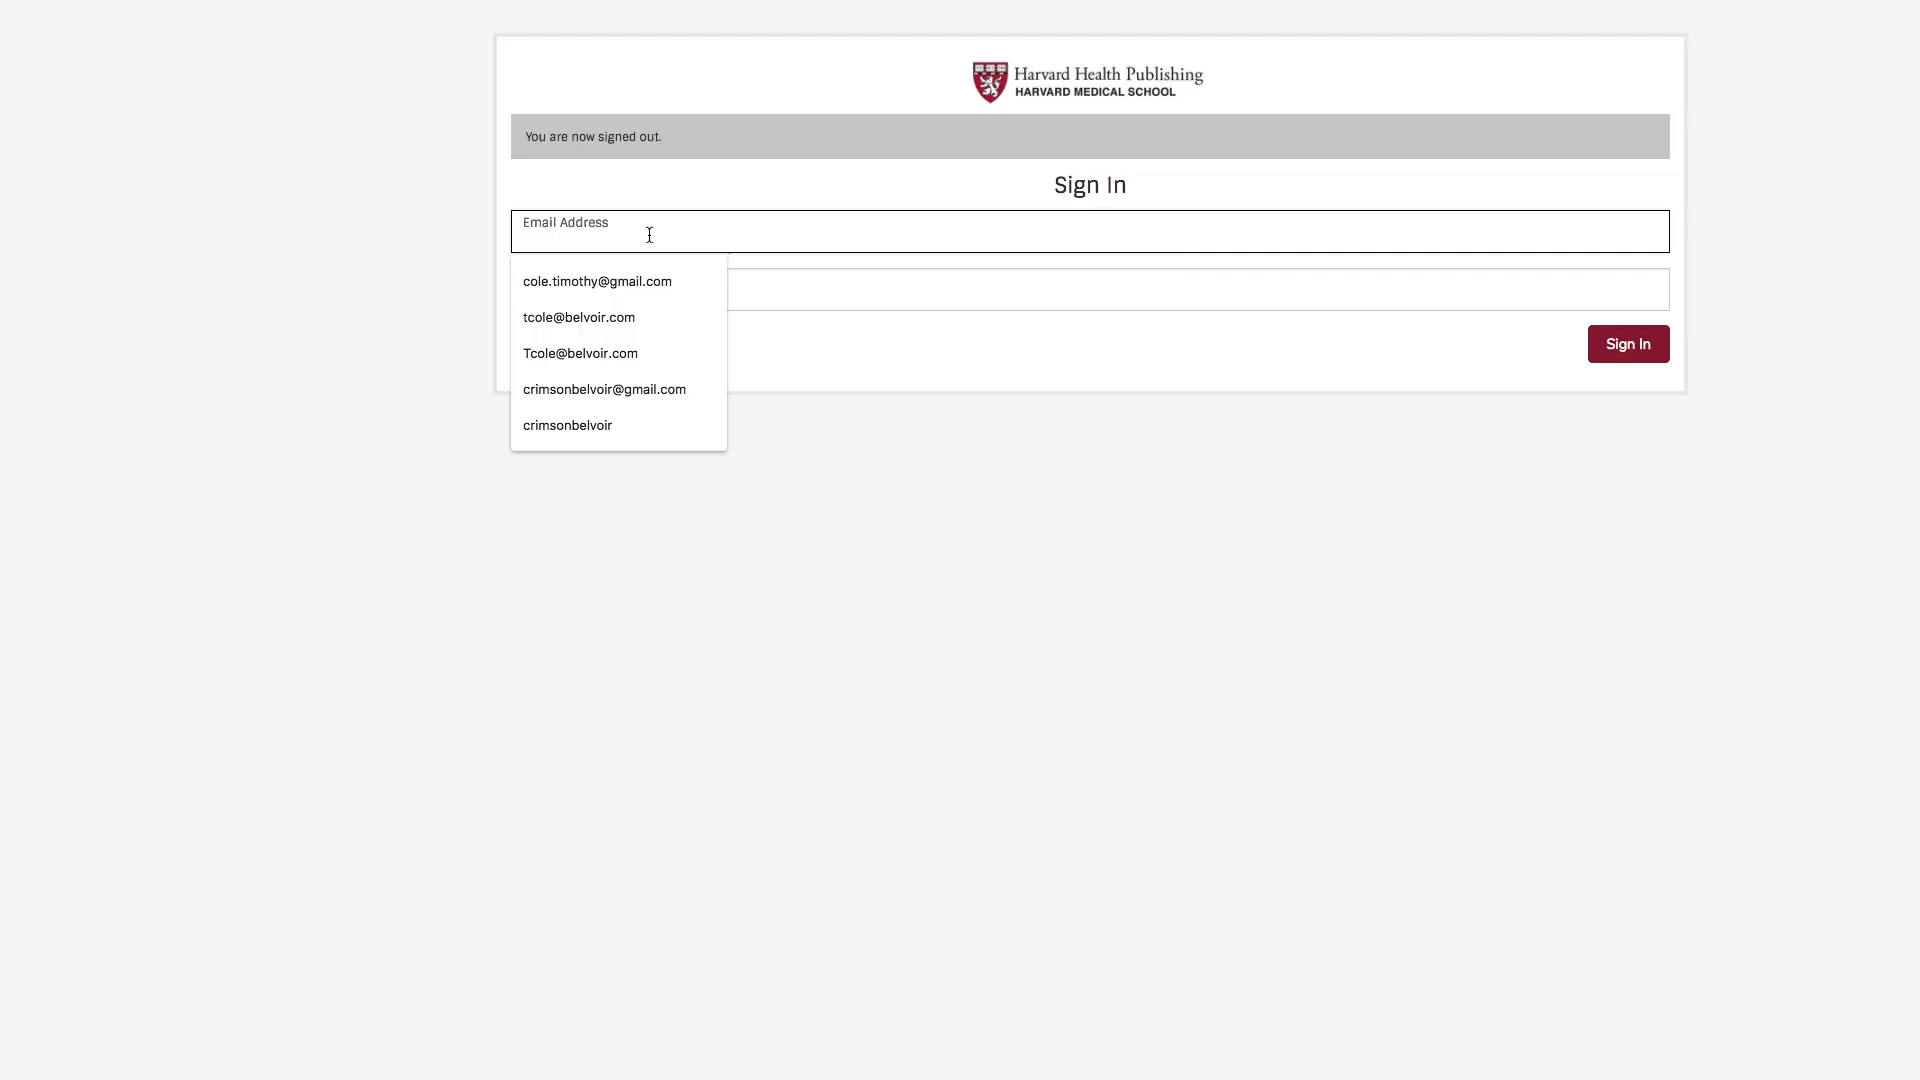 Harvard Health Publishing
HARVARD MEDICAL SCHOOL
You are now signed out.
Sign In
Email Address
cole.timothy@gmail.com
tcole@belvoir.com
Tcole@belvoir.com
crimsonbelvoir@gmail.com
crimsonbelvoir
Sign In